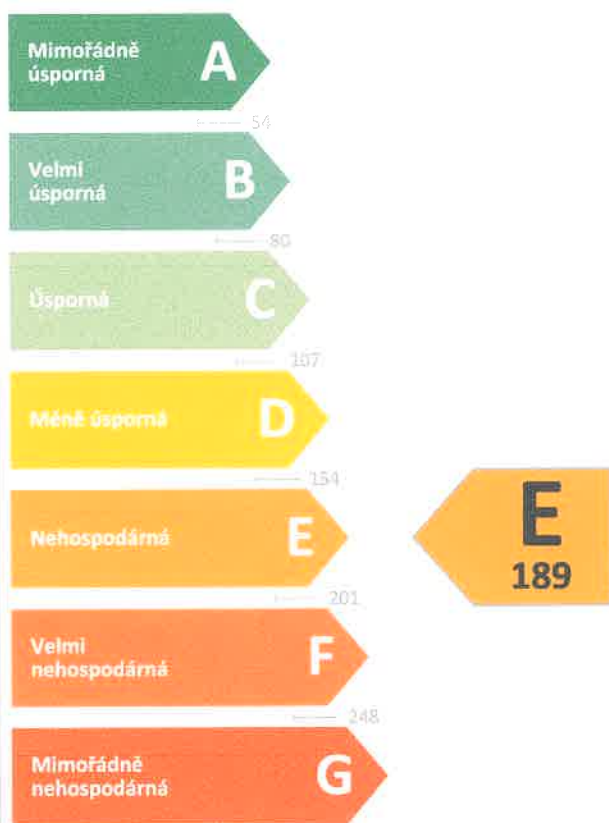 Mimořádně
úsporná
A
54
Velmi
úsporná
B
80
Úsporná
C
107
Méně úsporná
D
154
E
189
Nehospodárná
E
201
Velmi
nehospodárná
F
248
Mimořádně
nehospodárná
G